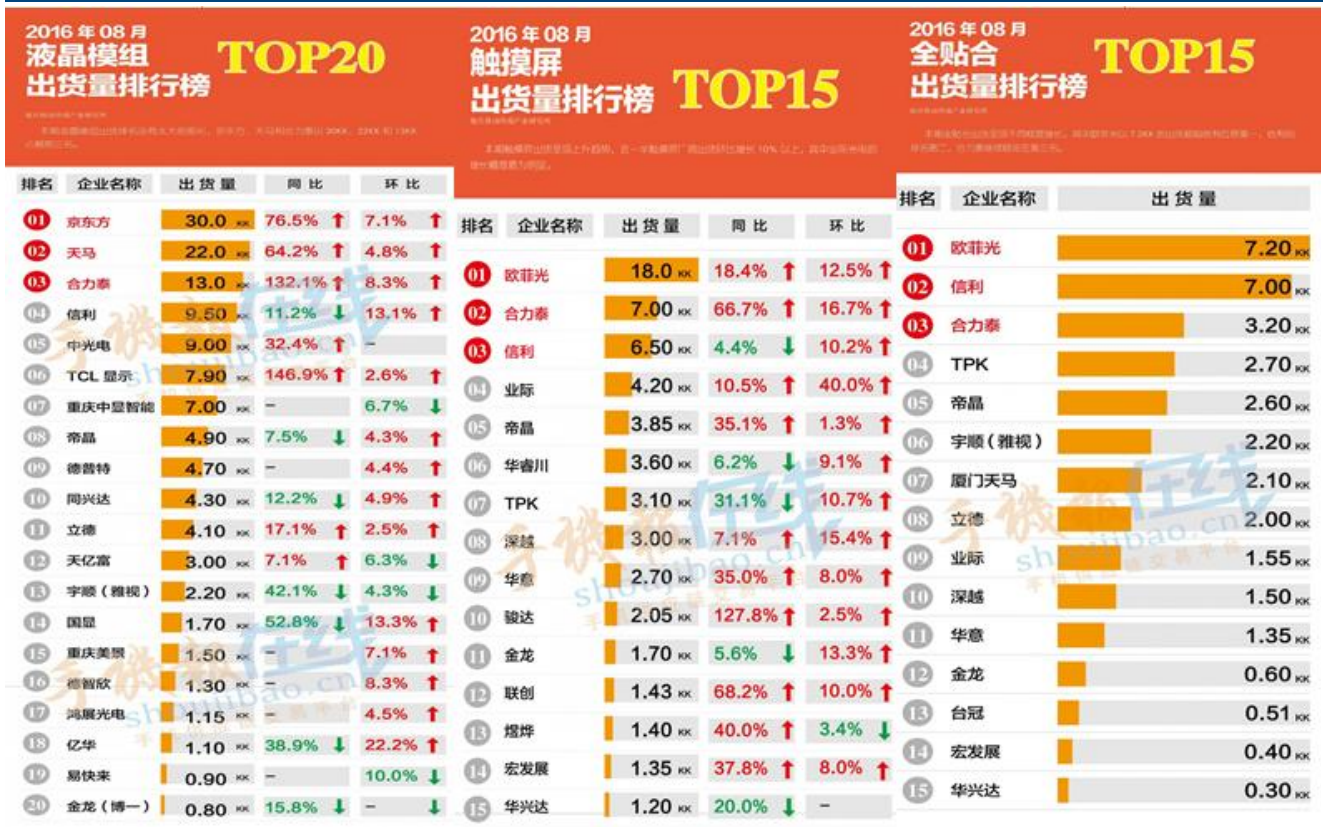 2016 年 08 月
液晶模组
出货量排行榜
TOP20
排名 企业名称 出货量 同比 环比
01 京东方 30.0 KK 76.5% ↑ 7.1% ↑
02 天马 22.0 KK 64.2% ↑ 4.8% ↑
03 合力泰 13.0 KK 132.1% ↑ 8.3% ↑
04 信利 9.50 KK 11.2% ↓ 13.1% ↑
05 中光电 9.00 KK 32.4% ↑ –
06 TCL 显示 7.90 KK 146.9% ↑ 2.6% ↑
07 重庆中显智能 7.00 KK – 6.7% ↓
08 帝晶 4.90 KK 7.5% ↓ 4.3% ↑
09 德普特 4.70 KK – 4.4% ↑
10 同兴达 4.30 KK 12.2% ↓ 4.9% ↑
11 立德 4.10 KK 17.1% ↑ 2.5% ↑
12 天亿富 3.00 KK 7.1% ↑ 6.3% ↓
13 宇顺（雅视） 2.20 KK 42.1% ↓ 4.3% ↓
14 国显 1.70 KK 52.8% ↓ 13.3% ↑
15 重庆美景 1.50 KK – 7.1% ↑
16 德智欣 1.30 KK – 8.3% ↑
17 鸿展光电 1.15 KK – 4.5% ↑
18 亿华 1.10 KK 38.9% ↓ 22.2% ↑
19 易快来 0.90 KK – 10.0% ↓
20 金龙（博一） 0.80 KK 15.8% ↓ – ↓
2016 年 08 月
触摸屏
出货量排行榜
TOP15
排名 企业名称 出货量 同比 环比
01 欧菲光 18.0 KK 18.4% ↑ 12.5% ↑
02 合力泰 7.00 KK 66.7% ↑ 16.7% ↑
03 信利 6.50 KK 4.4% ↓ 10.2% ↑
04 业际 4.20 KK 10.5% ↑ 40.0% ↑
05 帝晶 3.85 KK 35.1% ↑ 1.3% ↑
06 华睿川 3.60 KK 6.2% ↓ 9.1% ↑
07 TPK 3.10 KK 31.1% ↓ 10.7% ↑
08 深越 3.00 KK 7.1% ↑ 15.4% ↑
09 华意 2.70 KK 35.0% ↑ 8.0% ↑
10 骏达 2.05 KK 127.8% ↑ 2.5% ↑
11 金龙 1.70 KK 5.6% ↓ 13.3% ↑
12 联创 1.43 KK 68.2% ↑ 10.0% ↑
13 煜烨 1.40 KK 40.0% ↑ 3.4% ↓
14 宏发展 1.35 KK 37.8% ↑ 8.0% ↑
15 华兴达 1.20 KK 20.0% ↓ –
2016 年 08 月
全贴合
出货量排行榜
TOP15
排名 企业名称 出货量
01 欧菲光 7.20 KK
02 信利 7.00 KK
03 合力泰 3.20 KK
04 TPK 2.70 KK
05 帝晶 2.60 KK
06 宇顺（雅视） 2.20 KK
07 厦门天马 2.10 KK
08 立德 2.00 KK
09 业际 1.55 KK
10 深越 1.50 KK
11 华意 1.35 KK
12 金龙 0.60 KK
13 台冠 0.51 KK
14 宏发展 0.40 KK
15 华兴达 0.30 KK
手機報在线
shoujibao.cn